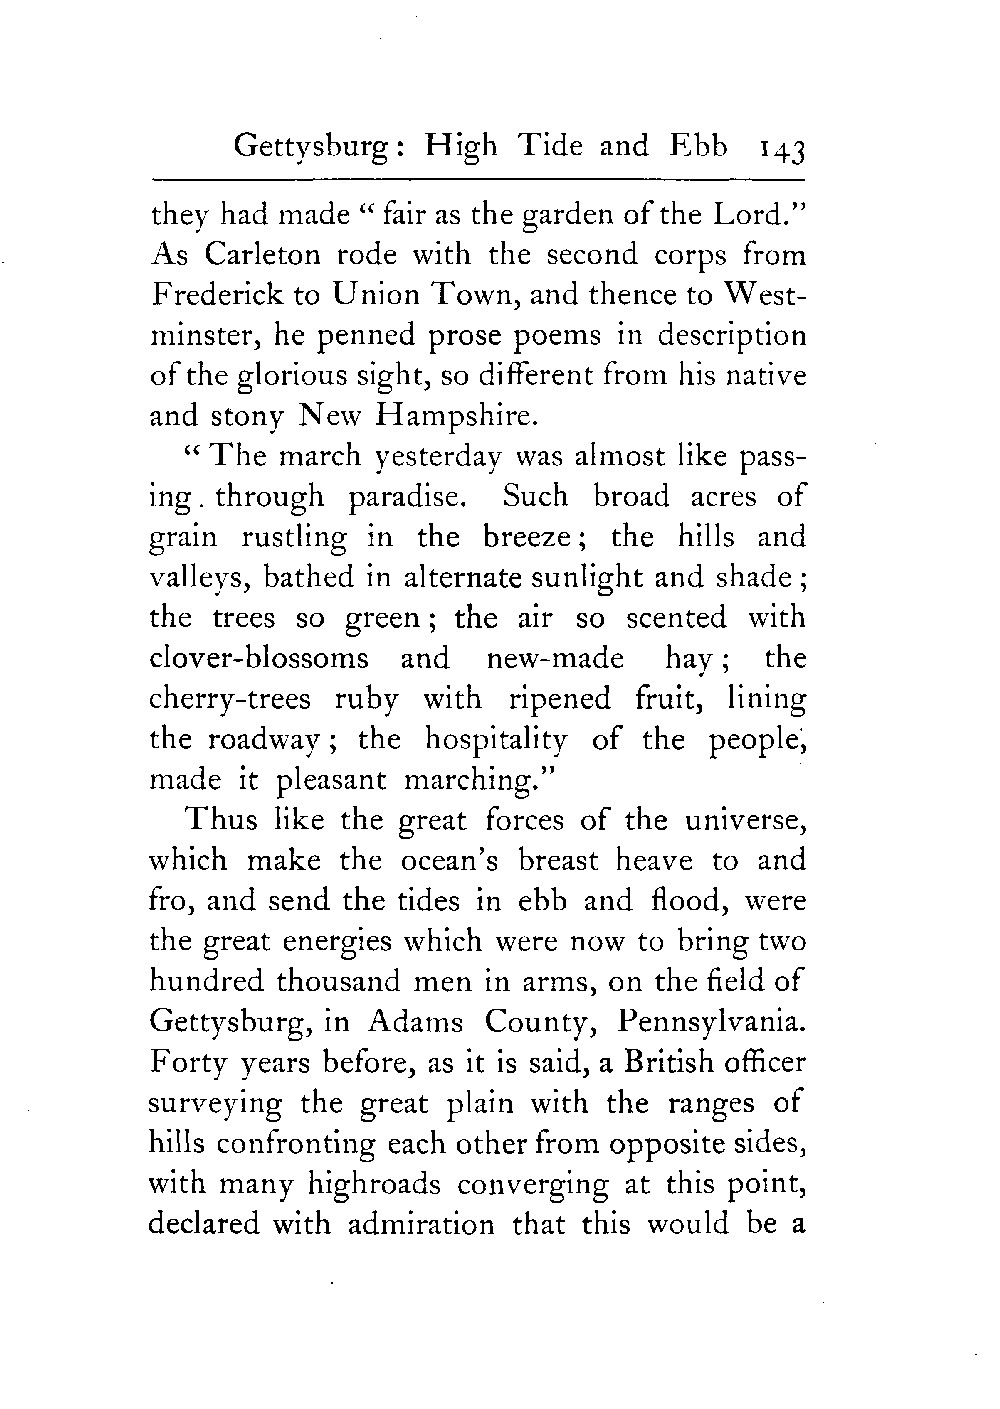 Gettysburg: High Tide and Ebb 143
they had made “ fair as the garden of the Lord.”
As Carleton rode with the second corps from
Frederick to Union Town, and thence to West-
minster, he penned prose poems in description
of the glorious sight, so different from his native
and stony New Hampshire.
“ The march yesterday was almost like pass-
ing . through paradise. Such broad acres of
grain rustling in the breeze ; the hills and
valleys, bathed in alternate sunlight and shade ;
the trees so green ; the air so scented with
clover-blossoms and new-made hay ; the
cherry-trees ruby with ripened fruit, lining
the roadway ; the hospitality of the people,
made it pleasant marching.”
Thus like the great forces of the universe,
which make the ocean’s breast heave to and
fro, and send the tides in ebb and flood, were
the great energies which were now to bring two
hundred thousand men in arms, on the field of
Gettysburg, in Adams County, Pennsylvania.
Forty years before, as it is said, a British officer
surveying the great plain with the ranges of
hills confronting each other from opposite sides,
with many highroads converging at this point,
declared with admiration that this would be a